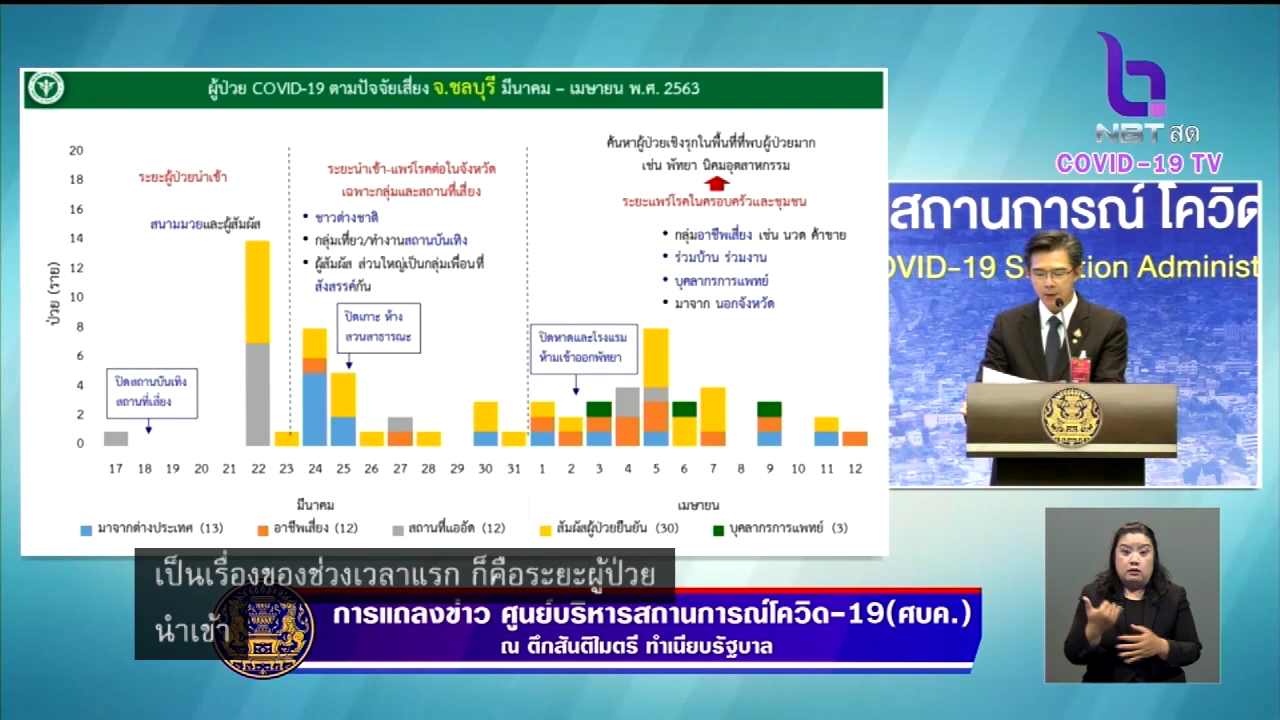 ผู้ป่วย COVID-19 ตามปัจจัยเสี่ยง จ.ชลบุรี มีนาคม – เมษายน พ.ศ. 2563
ป่วย (ราย)
20
18
16
14
12
10
8
6
4
2
0
ระยะผู้ป่วยนำเข้า
สนามมวยและผู้สัมผัส
ปิดสถานบันเทิง
สถานที่เสี่ยง
ระยะนำเข้า-แพร่โรคต่อในจังหวัด
เฉพาะกลุ่มและสถานที่เสี่ยง
• ชาวต่างชาติ
• กลุ่มเที่ยว/ทำงานสถานบันเทิง
• ผู้สัมผัส ส่วนใหญ่เป็นกลุ่มเพื่อนที่
สังสรรค์กัน
ปิดเกาะ ห้าง
สวนสาธารณะ
ค้นหาผู้ป่วยเชิงรุกในพื้นที่ที่พบผู้ป่วยมาก
เช่น พัทยา นิคมอุตสาหกรรม
ระยะแพร่โรคในครอบครัวและชุมชน
• กลุ่มอาชีพเสี่ยง เช่น นวด ค้าขาย
• ร่วมบ้าน ร่วมงาน
• บุคลากรการแพทย์
• มาจาก นอกจังหวัด
ปิดหาดและโรงแรม
ห้ามเข้าออกพัทยา
17 18 19 20 21 22 23 24 25 26 27 28 29 30 31 1 2 3 4 5 6 7 8 9 10 11 12
มีนาคม เมษายน
มาจากต่างประเทศ (13) อาชีพเสี่ยง (12) สถานที่แออัด (12) สัมผัสผู้ป่วยยืนยัน (30) บุคลากรการแพทย์ (3)
NBT สด
COVID-19 TV
สถานการณ์ โควิด
OVID-19 S
tion Administ
เป็นเรื่องของช่วงเวลาแรก ก็คือระยะผู้ป่วย
นำเข้า
การแถลงข่าว ศูนย์บริหารสถานการณ์โควิด-19(ศบค.)
ณ ตึกสันติไมตรี ทำเนียบรัฐบาล